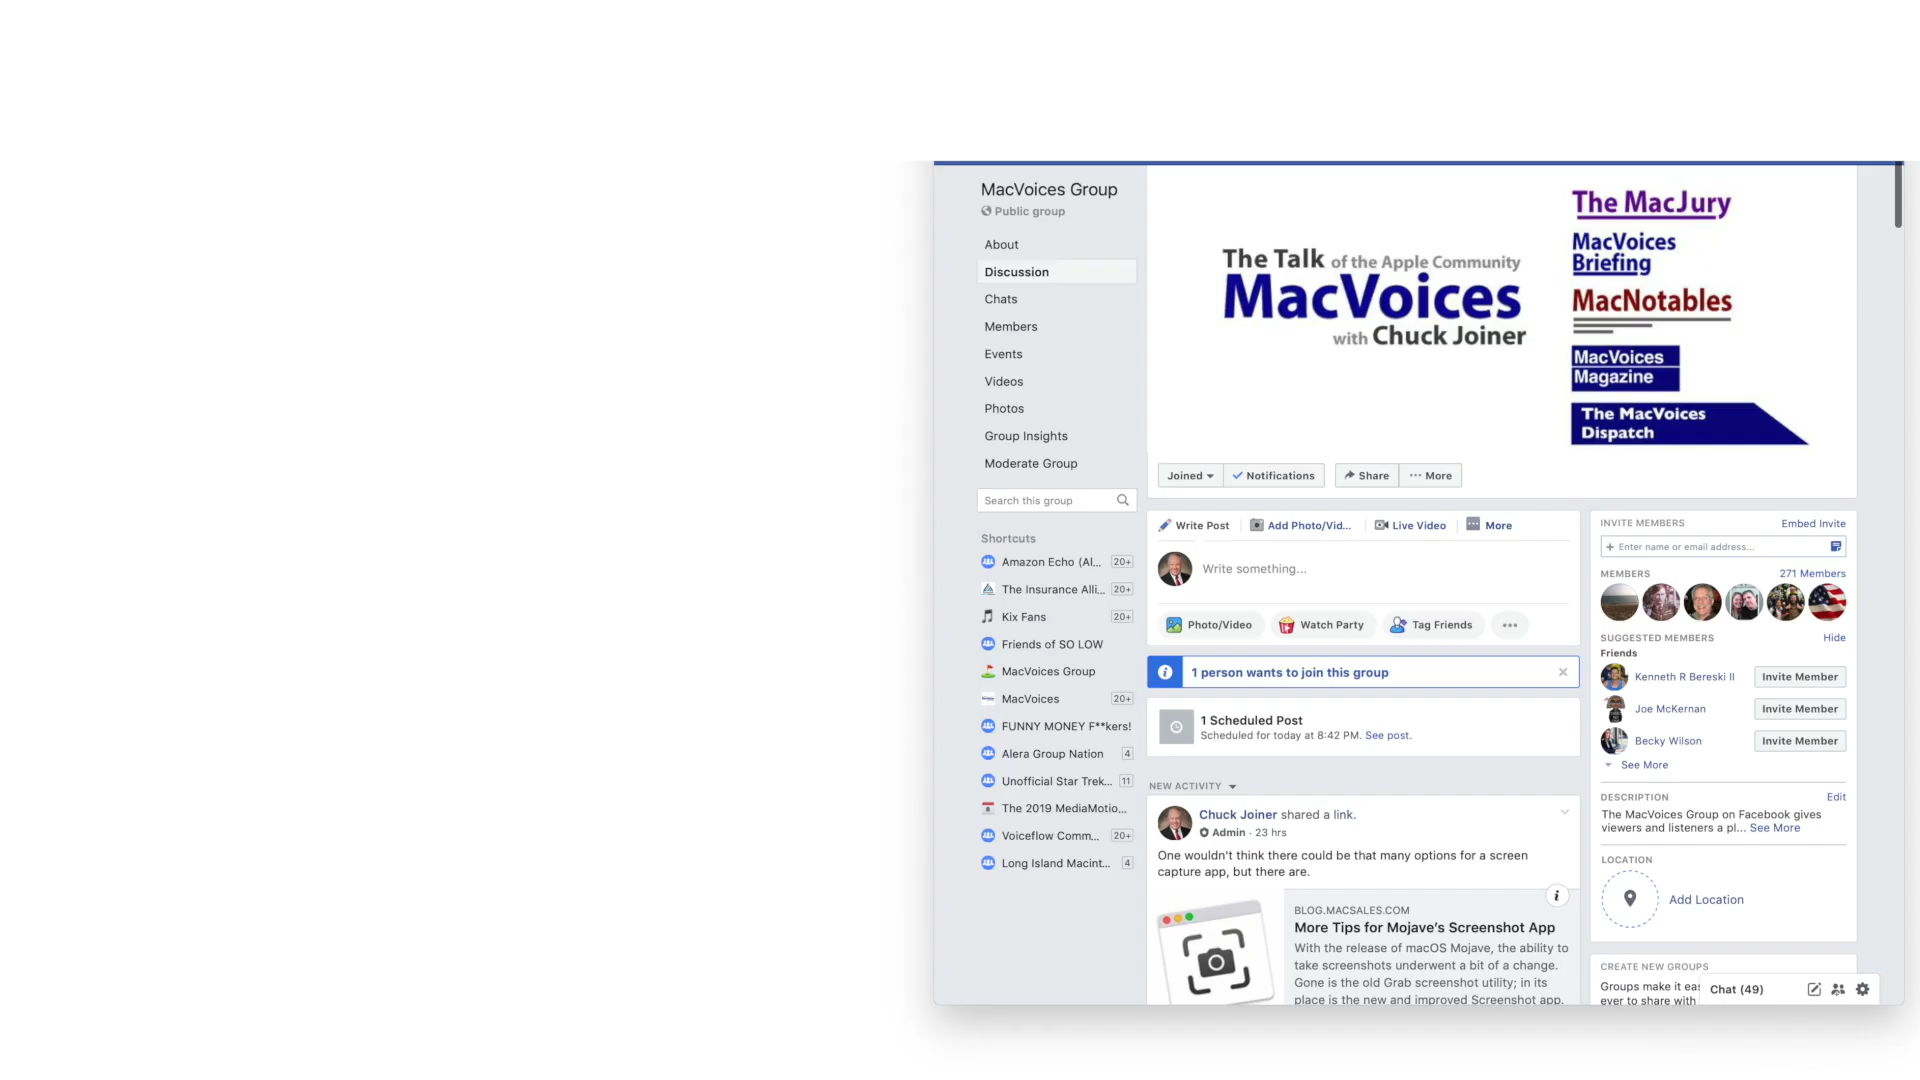 MacVoices Group
Public group
About
Discussion
Chats
Members
Events
Videos
Photos
Group Insights
Moderate Group
Search this group
Shortcuts
Amazon Echo (Al... 20+
The Insurance Alli... 20+
Kix Fans 20+
Friends of SO LOW
MacVoices Group
MacVoices 20+
FUNNY MONEY F**kers!
Alera Group Nation 4
Unofficial Star Trek... 11
The 2019 MediaMotio...
Voiceflow Comm... 20+
Long Island Macint... 4
The Talk of the Apple Community
MacVoices
with Chuck Joiner
The MacJury
MacVoices
Briefing
MacNotables
MacVoices
Magazine
The MacVoices
Dispatch
Joined Notifications Share More
Write Post Add Photo/Vid... Live Video More
Write something...
Photo/Video Watch Party Tag Friends
1 person wants to join this group
1 Scheduled Post
Scheduled for today at 8:42 PM. See post.
NEW ACTIVITY
Chuck Joiner shared a link.
Admin · 23 hrs
One wouldn't think there could be that many options for a screen
capture app, but there are.
BLOG.MACSALES.COM
More Tips for Mojave's Screenshot App
With the release of macOS Mojave, the ability to
take screenshots underwent a bit of a change.
Gone is the old Grab screenshot utility; in its
place is the new and improved Screenshot app.
INVITE MEMBERS Embed Invite
+ Enter name or email address...
MEMBERS 271 Members
SUGGESTED MEMBERS Hide
Friends
Kenneth R Bereski II Invite Member
Joe McKernan Invite Member
Becky Wilson Invite Member
See More
DESCRIPTION Edit
The MacVoices Group on Facebook gives
viewers and listeners a pl... See More
LOCATION
Add Location
CREATE NEW GROUPS
Groups make it eas
ever to share with
Chat (49)